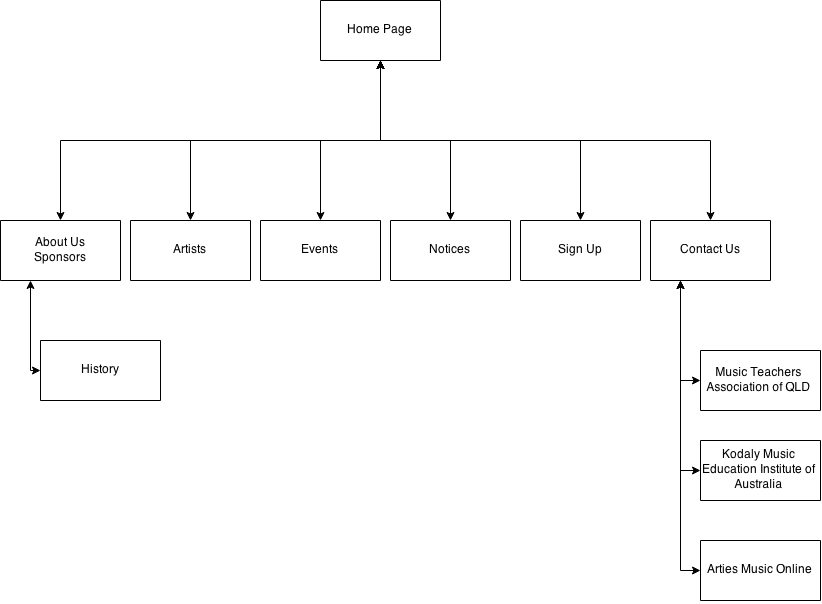 Home Page
About Us
Sponsors
Artists
Events
Notices
Sign Up
Contact Us
History
Music Teachers
Association of QLD
Kodaly Music
Education Institute of
Australia
Arties Music Online